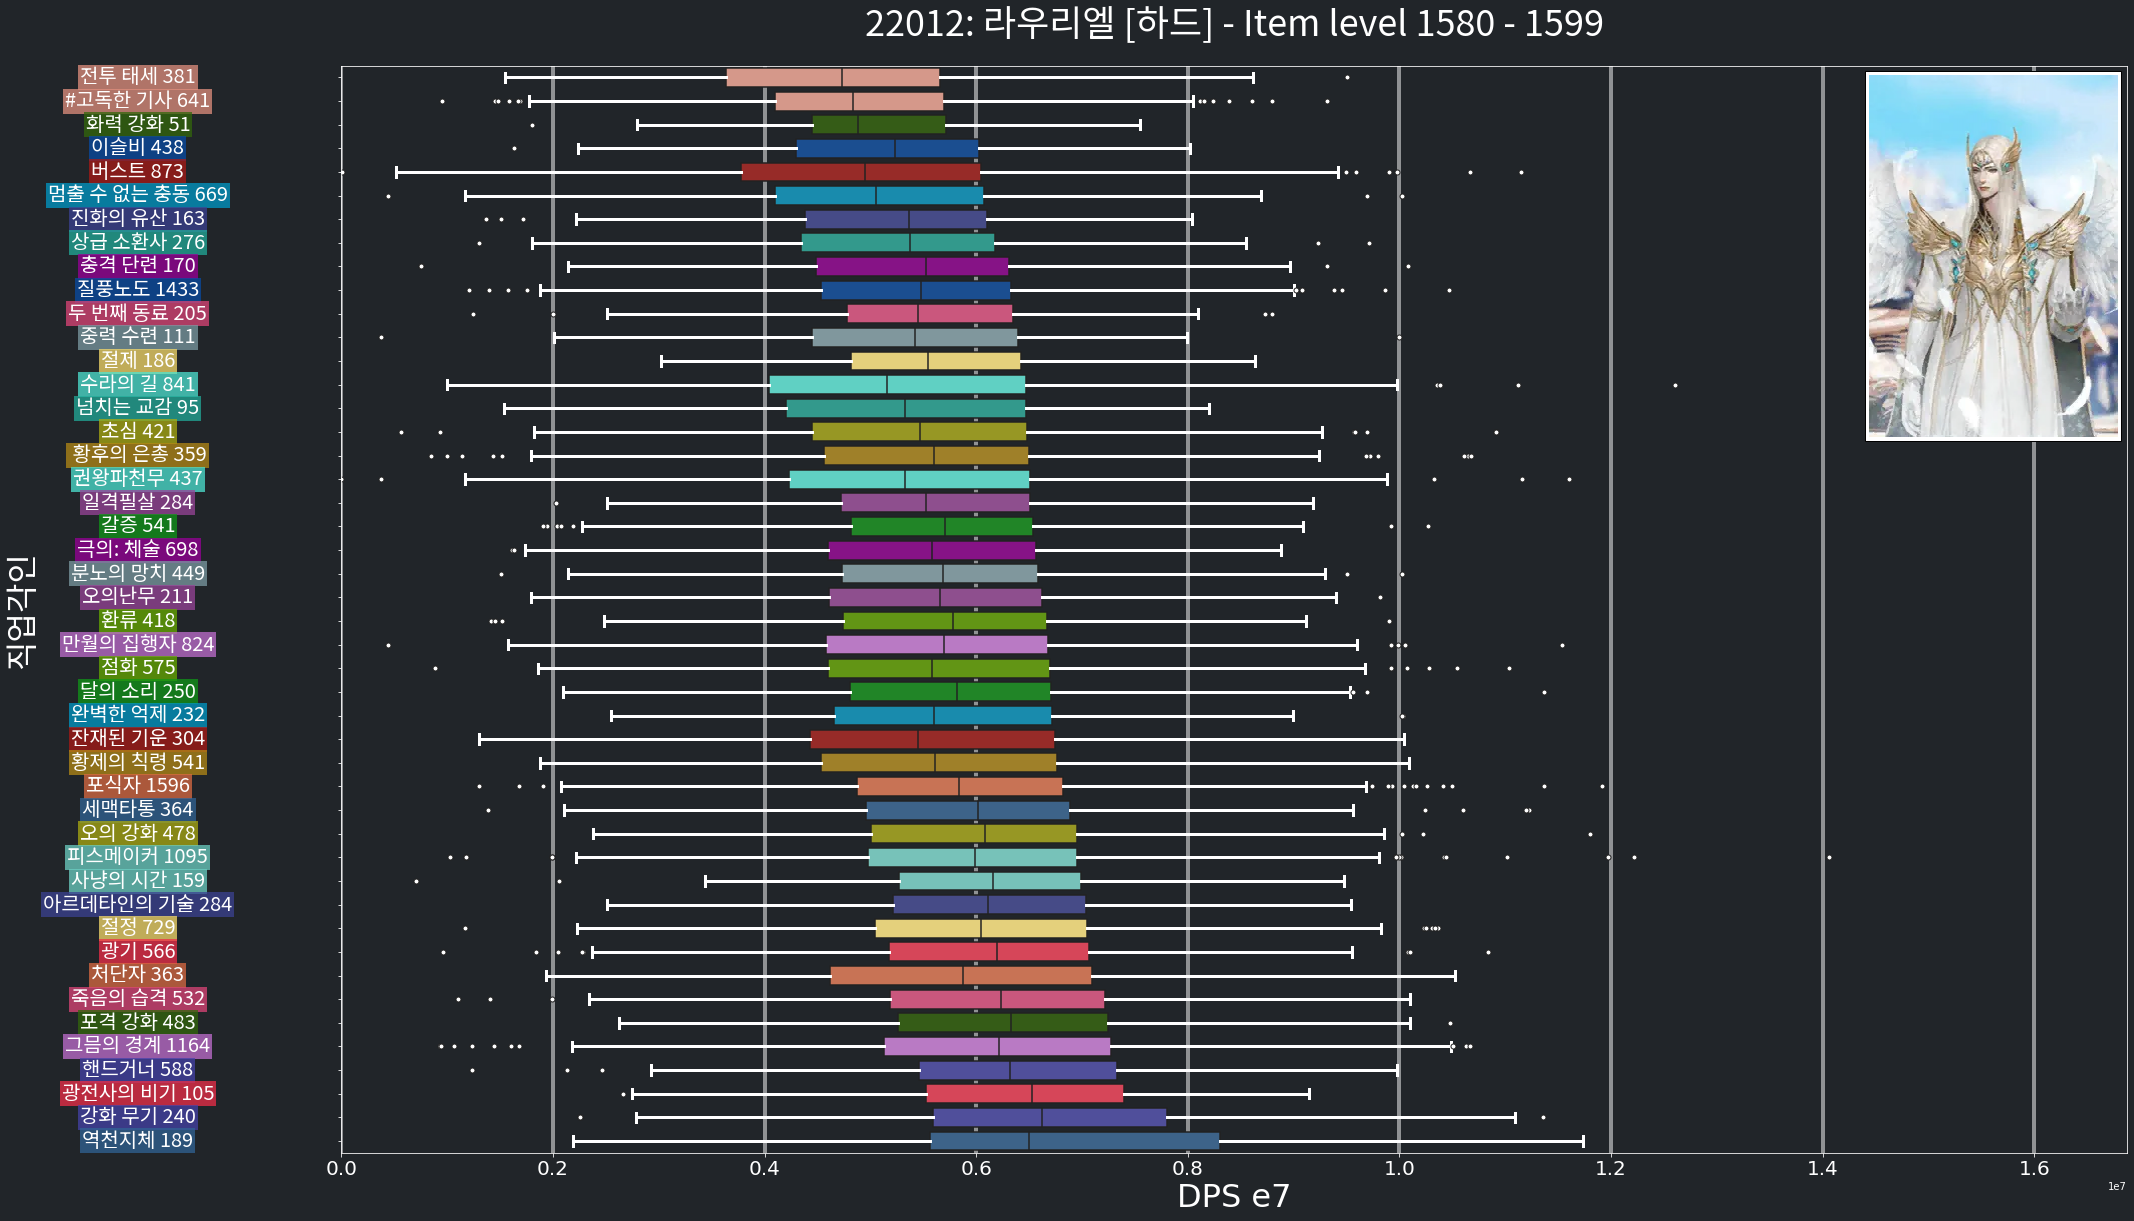 22012: 라우리엘 [하드] - Item level 1580 - 1599
직업각인
전투 태세 381
#고독한 기사 641
화력 강화 51
이슬비 438
버스트 873
멈출 수 없는 충동 669
진화의 유산 163
상급 소환사 276
충격 단련 170
질풍노도 1433
두 번째 동료 205
중력 수련 111
절제 186
수라의 길 841
넘치는 교감 95
초심 421
황후의 은총 359
권왕파천무 437
일격필살 284
갈증 541
극의: 체술 698
분노의 망치 449
오의난무 211
환류 418
만월의 집행자 824
점화 575
달의 소리 250
완벽한 억제 232
잔재된 기운 304
황제의 칙령 541
포식자 1596
세맥타통 364
오의 강화 478
피스메이커 1095
사냥의 시간 159
아르데타인의 기술 284
절정 729
광기 566
처단자 363
죽음의 습격 532
포격 강화 483
그믐의 경계 1164
핸드거너 588
광전사의 비기 105
강화 무기 240
역천지체 189
0.0 0.2 0.4 0.6 0.8 1.0 1.2 1.4 1.6
DPS e7
1e7